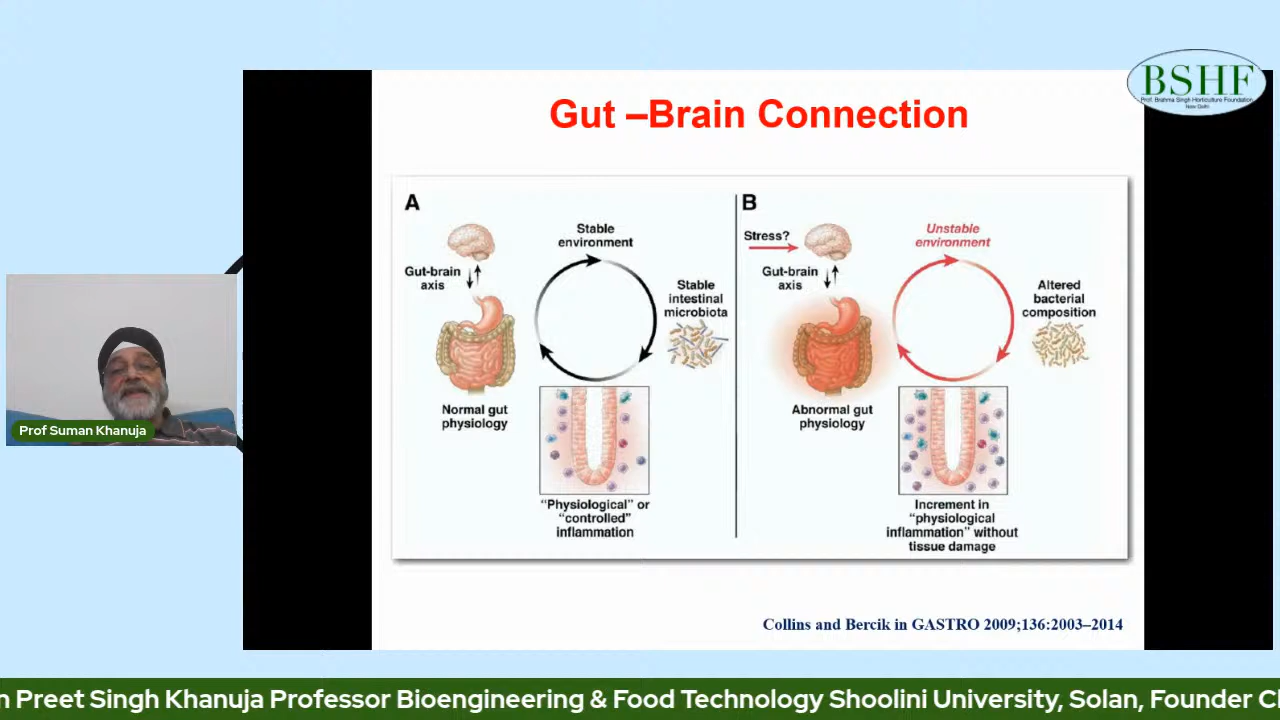 Gut –Brain Connection
BSHF
Prof. Brahma Singh Horticulture Foundation
New Delhi
A
Gut-brain
axis
Normal gut
physiology
Stable
environment
Stable
intestinal
microbiota
“Physiological” or
“controlled”
inflammation
B
Stress?
Gut-brain
axis
Abnormal gut
physiology
Unstable
environment
Altered
bacterial
composition
Increment in
“physiological
inflammation” without
tissue damage
Collins and Bercik in GASTRO 2009;136:2003–2014
Prof Suman Khanuja
n Preet Singh Khanuja Professor Bioengineering & Food Technology Shoolini University, Solan, Founder C